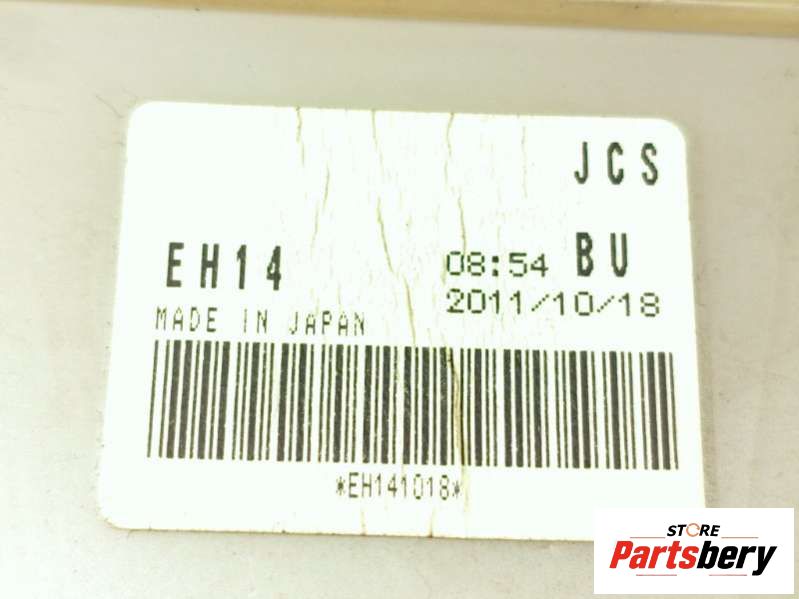 JCS
EH14 08:54 BU
2011/10/18
MADE IN JAPAN
*EH141018*
STORE
Partsbery